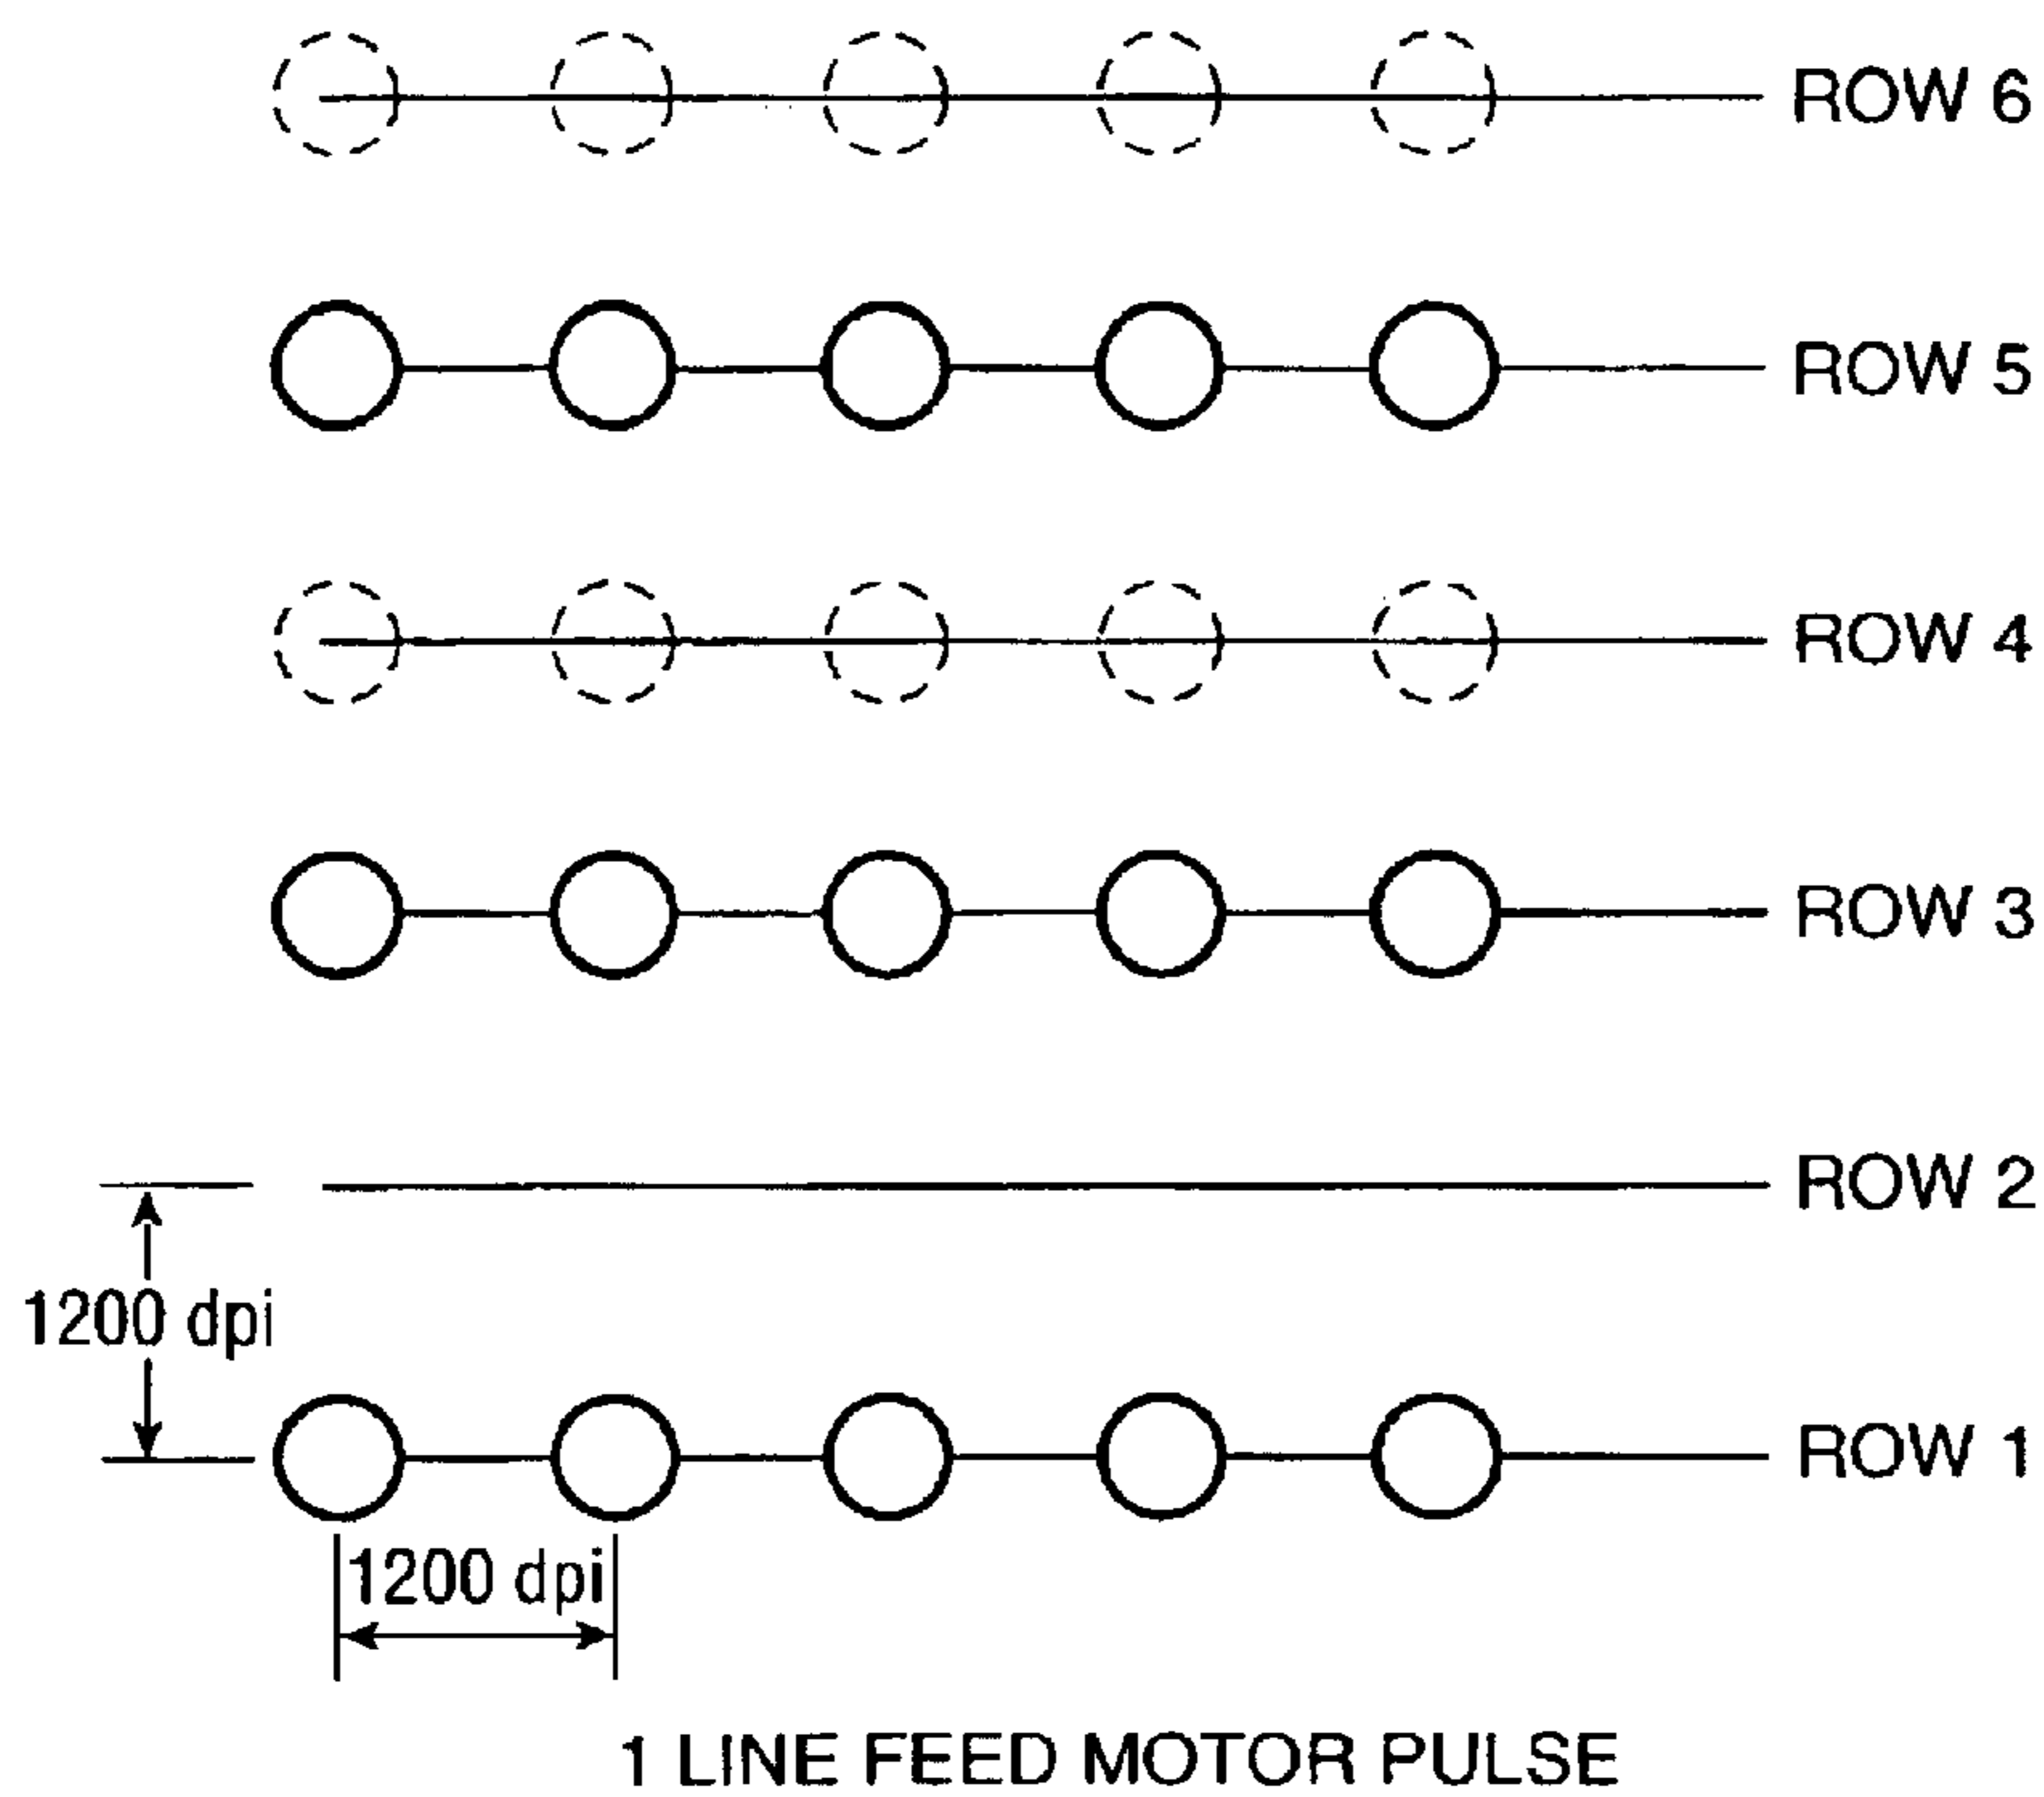 ROW 6
ROW 5
ROW 4
ROW 3
ROW 2
1200 dpi
ROW 1
1200 dpi
1 LINE FEED MOTOR PULSE